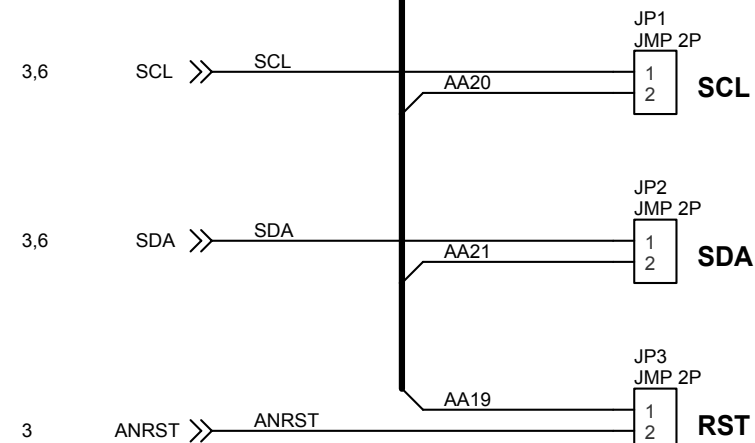 JP1
JMP 2P
3,6 SCL SCL 1
AA20 2 SCL
JP2
JMP 2P
3,6 SDA SDA 1
AA21 2 SDA
JP3
JMP 2P
AA19 1 RST
3 ANRST ANRST 2